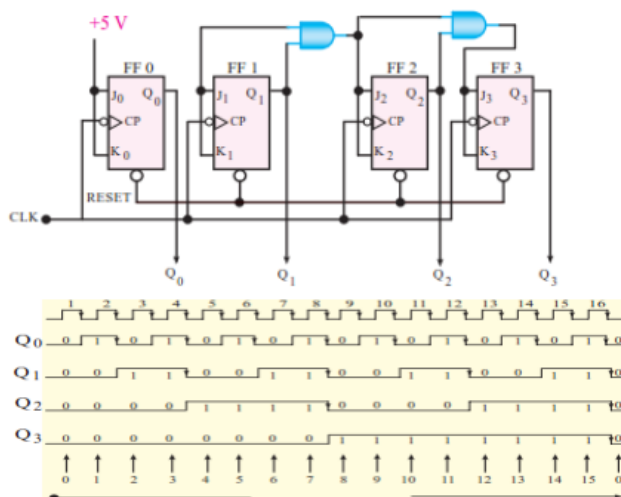 +5 V
FF 0 FF 1 FF 2 FF 3
J0 Q0 J1 Q1 J2 Q2 J3 Q3
CP CP CP CP
K0 K1 K2 K3
RESET
CLK
Q0 Q1 Q2 Q3
1 2 3 4 5 6 7 8 9 10 11 12 13 14 15 16
Q0 0 1 0 1 0 1 0 1 0 1 0 1 0 1 0 1 0
Q1 0 0 1 1 0 0 1 1 0 0 1 1 0 0 1 1 0
Q2 0 0 0 0 1 1 1 1 0 0 0 0 1 1 1 1 0
Q3 0 0 0 0 0 0 0 0 1 1 1 1 1 1 1 1 0
0 1 2 3 4 5 6 7 8 9 10 11 12 13 14 15 0